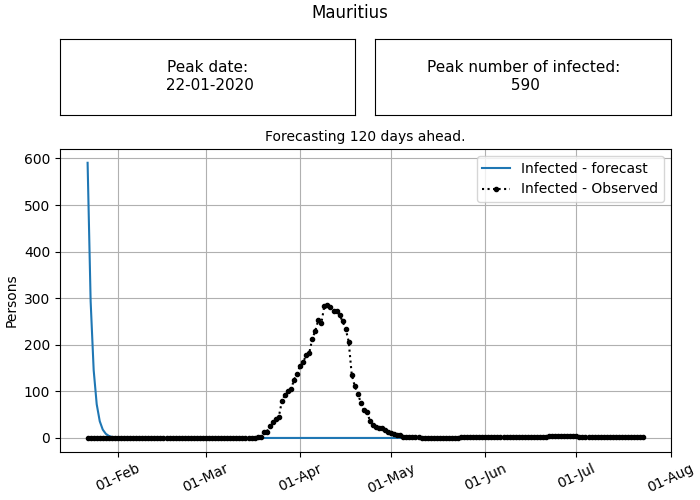 Mauritius
Peak date:
22-01-2020
Peak number of infected:
590
Forecasting 120 days ahead.
Infected - forecast
Infected - Observed
Persons
600
500
400
300
200
100
0
01-Feb
01-Mar
01-Apr
01-May
01-Jun
01-Jul
01-Aug